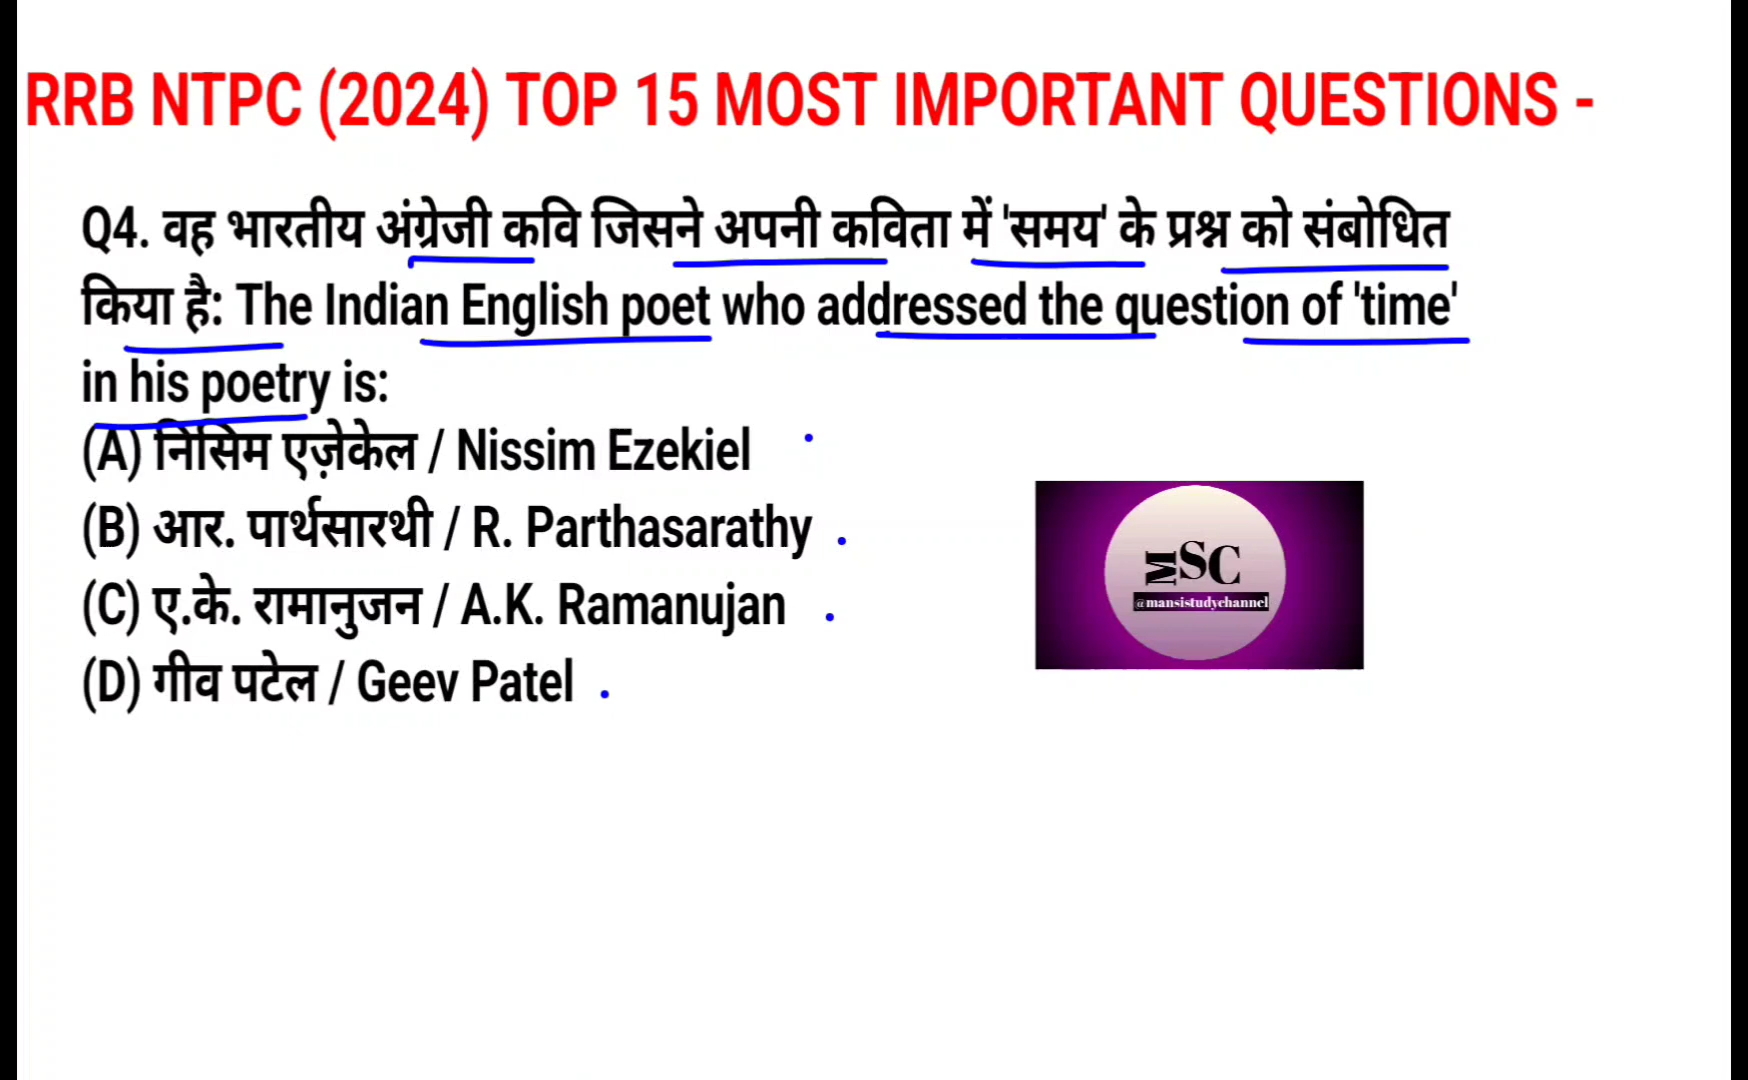 RRB NTPC (2024) TOP 15 MOST IMPORTANT QUESTIONS -
Q4. वह भारतीय अंग्रेजी कवि जिसने अपनी कविता में 'समय' के प्रश्न को संबोधित
किया है: The Indian English poet who addressed the question of 'time'
in his poetry is:
(A) निसिम एज़ेकेल / Nissim Ezekiel
(B) आर. पार्थसारथी / R. Parthasarathy
(C) ए.के. रामानुजन / A.K. Ramanujan
(D) गीव पटेल / Geev Patel
MSC
@mansistudychannel